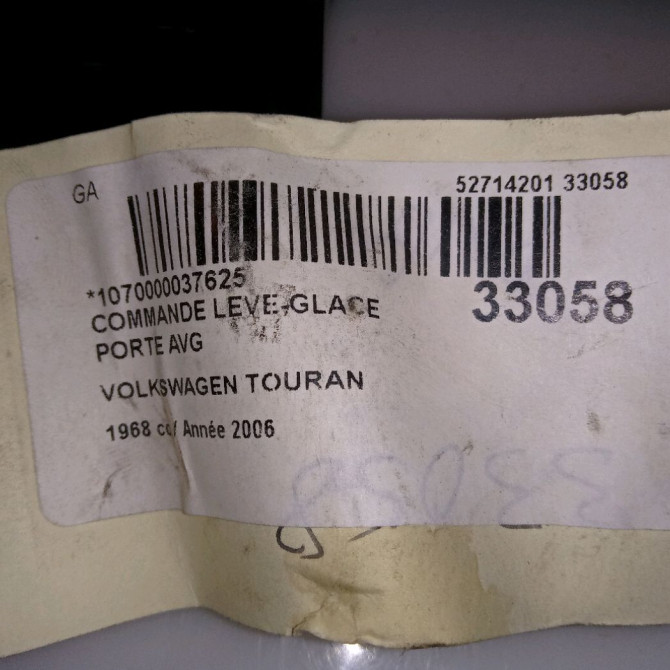 GA
52714201 33058
*1070000037625
33058
COMMANDE LEVE-GLACE
PORTE AVG
VOLKSWAGEN TOURAN
1968 cc/ Année 2006